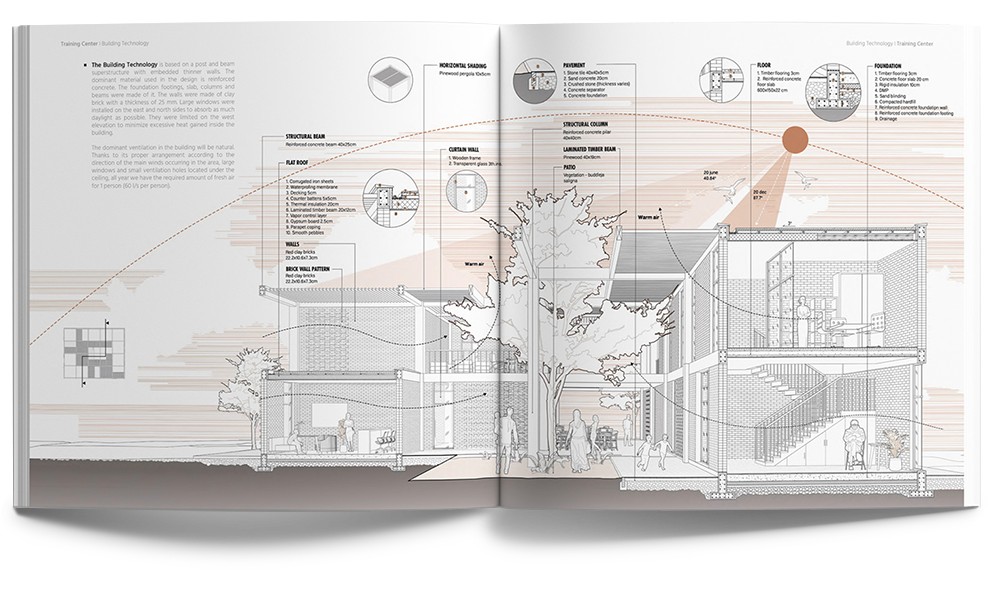 Training Center | Building Technology
The Building Technology is based on a post and beam
superstructure with embedded thinner walls. The
dominant material used in the design is reinforced
concrete. The foundation footings, slab, columns and
beams were made of it. The walls were made of clay
brick with a thickness of 25 mm. Large windows were
installed on the east and north sides to absorb as much
daylight as possible. They were limited on the west
elevation to minimize excessive heat gained inside the
building.
The dominant ventilation in the building will be natural.
Thanks to its proper arrangement according to the
direction of the main winds occurring in the area, large
windows and small ventilation holes located under the
ceiling, all year we have the required amount of fresh air
for 1 person (60 l/s per person).
STRUCTURAL BEAM
Reinforced concrete beam 40x25cm
FLAT ROOF
1. Corrugated iron sheets
2. Waterproifing membrane
3. Decking 5cm
4. Counter battens 5x5cm
5. Thermal insulation 20cm
6. Laminated timber beam 20x12cm
7. Vapor control layer
8. Gypsum board 2.5cm
9. Parapet coping
10. Smooth pebbles
WALLS
Red clay bricks
22.2x10.6x7.3cm
BRICK WALL PATTERN
Red clay bricks
22.2x10.6x7.3cm
HORIZONTAL SHADING
Pinewood pergola 10x5cm
CURTAIN WALL
1. Wooden frame
2. Transparent glass
Warm air
Building Technology | Training Center
PAVEMENT
1. Stone tile 40x40x5cm
2. Sand concrete 20cm
3. Crushed stone (thickness varies)
4. Concrete separator
5. Concrete foundation
STRUCTURAL COLUMN
Reinforced concrete pilar
40x40cm
LAMINATED TIMBER BEAM
Pinewood 40x19cm
PATIO
Vegetation - buddleja
saligna
FLOOR
1. Timber flooring 3cm
2. Reinforced concrete
floor slab
600x150x22 cm
FOUNDATION
1. Timber flooring 3cm
2. Concrete floor slab 20 cm
3. Rigid insulation 10cm
4. DMP
5. Sand binding
6. Compacted hardfill
7. Reinforced concrete foundation wall
8. Reinforced concrete foundation footing
9. Drainage
20 june
40.64°
20 dec
87.7°
Warm air